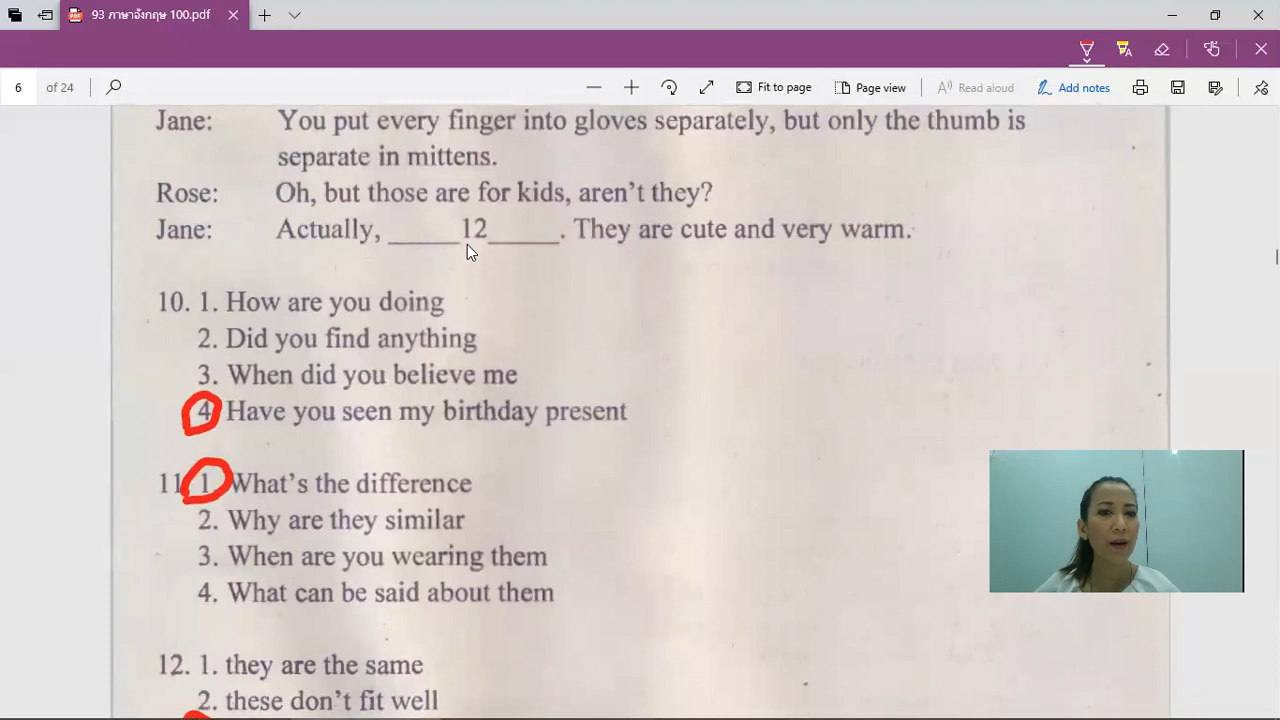 93 ภาษาอังกฤษ 100.pdf
6 of 24 Fit to page Page view Read aloud Add notes
Jane: You put every finger into gloves separately, but only the thumb is
separate in mittens.
Rose: Oh, but those are for kids, aren't they?
Jane: Actually, _____12_____. They are cute and very warm.
10. 1. How are you doing
2. Did you find anything
3. When did you believe me
4 Have you seen my birthday present
11 1. What's the difference
2. Why are they similar
3. When are you wearing them
4. What can be said about them
12. 1. they are the same
2. these don't fit well